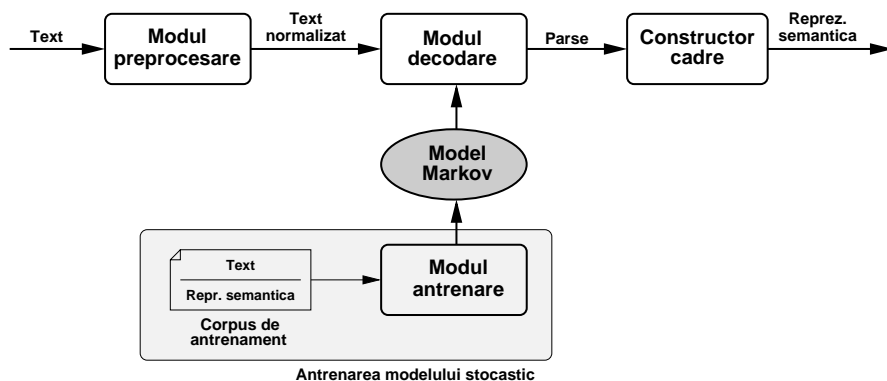 Text
Modul
preprocesare
Text
normalizat
Modul
decodare
Parse
Constructor
cadre
Reprez.
semantica
Model
Markov
Text
Repr. semantica
Corpus de
antrenament
Modul
antrenare
Antrenarea modelului stocastic